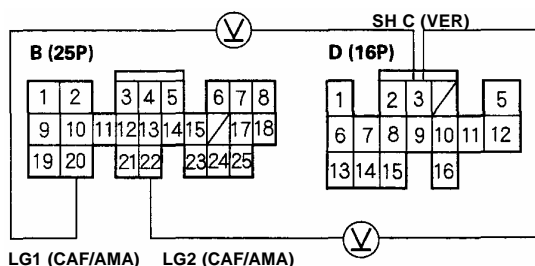 SH C (VER)
V
B (25P)
D (16P)
1 2 3 4 5 6 7 8
9 10 11 12 13 14 15 17 18
19 20 21 22 23 24 25
1 2 3 5
6 7 8 9 10 11 12
13 14 15 16
V
LG1 (CAF/AMA) LG2 (CAF/AMA)